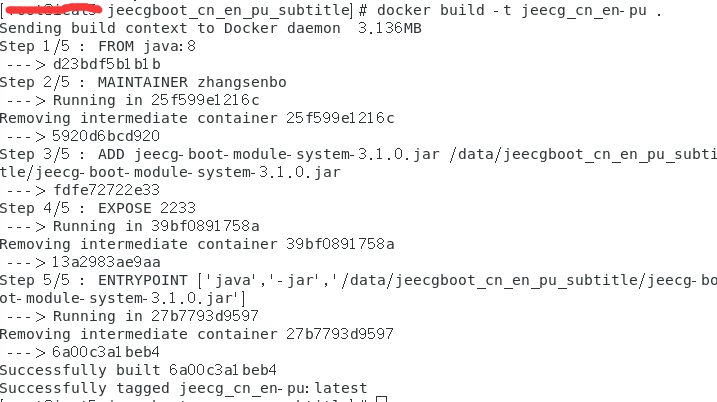 jeecgboot_cn_en_pu_subtitle]# docker build -t jeecg_cn_en-pu .
Sending build context to Docker daemon  3.136MB
Step 1/5 : FROM java:8
 ---> d23bdf5b1b1b
Step 2/5 : MAINTAINER zhangsenbo
 ---> Running in 25f599e1216c
Removing intermediate container 25f599e1216c
 ---> 5920d6bcd920
Step 3/5 : ADD jeecg-boot-module-system-3.1.0.jar /data/jeecgboot_cn_en_pu_subti
tle/jeecg-boot-module-system-3.1.0.jar
 ---> fdfe72722e33
Step 4/5 : EXPOSE 2233
 ---> Running in 39bf0891758a
Removing intermediate container 39bf0891758a
 ---> 13a2983ae9aa
Step 5/5 : ENTRYPOINT ['java','-jar','/data/jeecgboot_cn_en_pu_subtitle/jeecg-bo
ot-module-system-3.1.0.jar']
 ---> Running in 27b7793d9597
Removing intermediate container 27b7793d9597
 ---> 6a00c3a1beb4
Successfully built 6a00c3a1beb4
Successfully tagged jeecg_cn_en-pu:latest